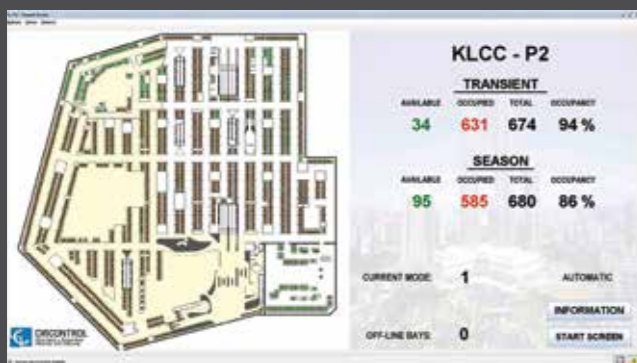 KLCC - P2
TRANSIENT
AVAILABLE OCCUPIED TOTAL OCCUPANCY
34 631 674 94 %
SEASON
AVAILABLE OCCUPIED TOTAL OCCUPANCY
95 585 680 86 %
CURRENT MODE: 1 AUTOMATIC
INFORMATION
OFF-LINE BAYS: 0 START SCREEN
CIRCONTROL